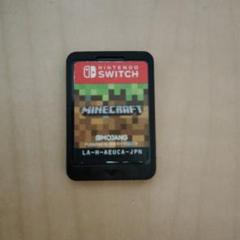 NINTENDO
SWITCH
MINECRAFT
MOJANG
LA-H-AEUCA-JPN